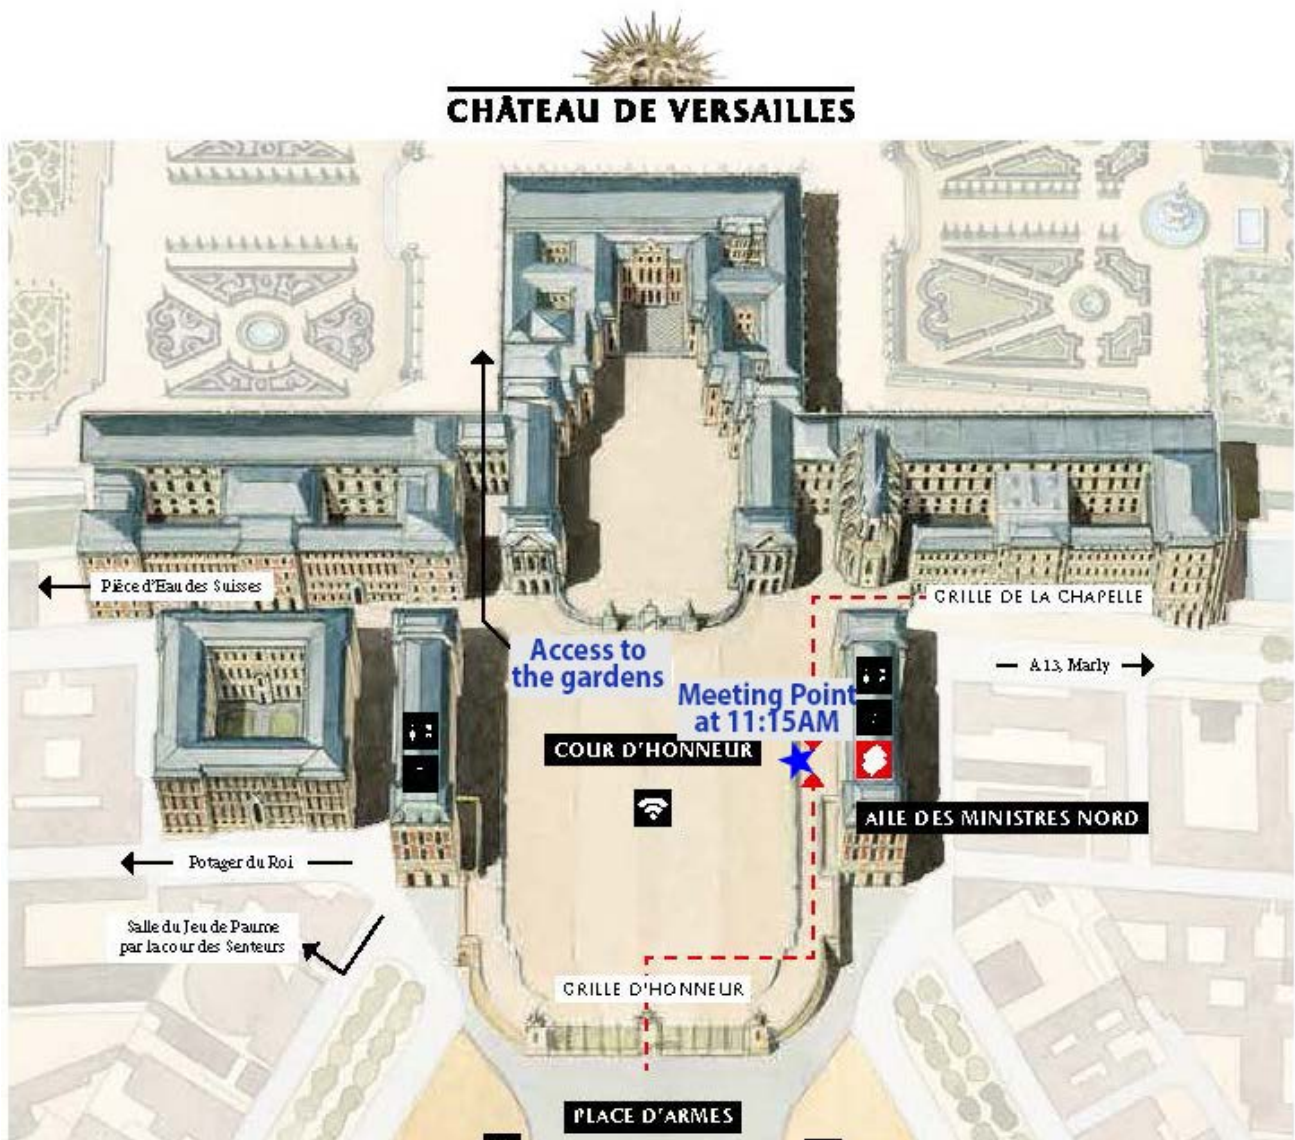 CHÂTEAU DE VERSAILLES
Pièce d'Eau des Suisses
GRILLE DE LA CHAPELLE
Access to
the gardens
A13, Marly
Meeting Point
at 11:15AM
COUR D'HONNEUR
AILE DES MINISTRES NORD
Potager du Roi
Salle du Jeu de Paume
par la cour des Senteurs
GRILLE D'HONNEUR
PLACE D'ARMES